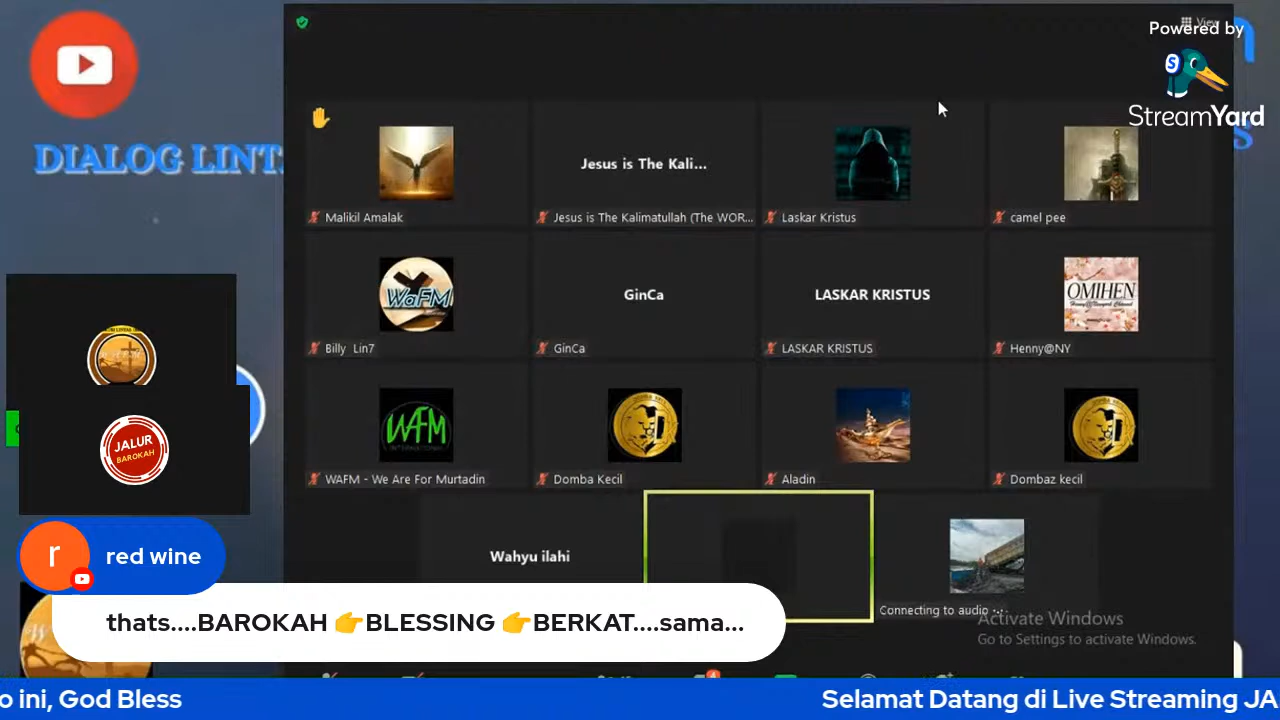 View
Powered by
StreamYard
DIALOG LINT
Jesus is The Kali...
Malikil Amalak
Jesus is The Kalimatullah (The WOR...
Laskar Kristus
camel pee
WaFM
GinCa
LASKAR KRISTUS
OMIHEN
Billy Lin7
GinCa
LASKAR KRISTUS
Henny@NY
JALUR
BAROKAH
WAFM
WAFM - We Are For Murtadin
Domba Kecil
Aladin
Dombaz kecil
r
red wine
Wahyu ilahi
Connecting to audio ...
thats....BAROKAH 👉BLESSING 👉BERKAT....sama...
Activate Windows
Go to Settings to activate Windows.
o ini, God Bless
Selamat Datang di Live Streaming JA